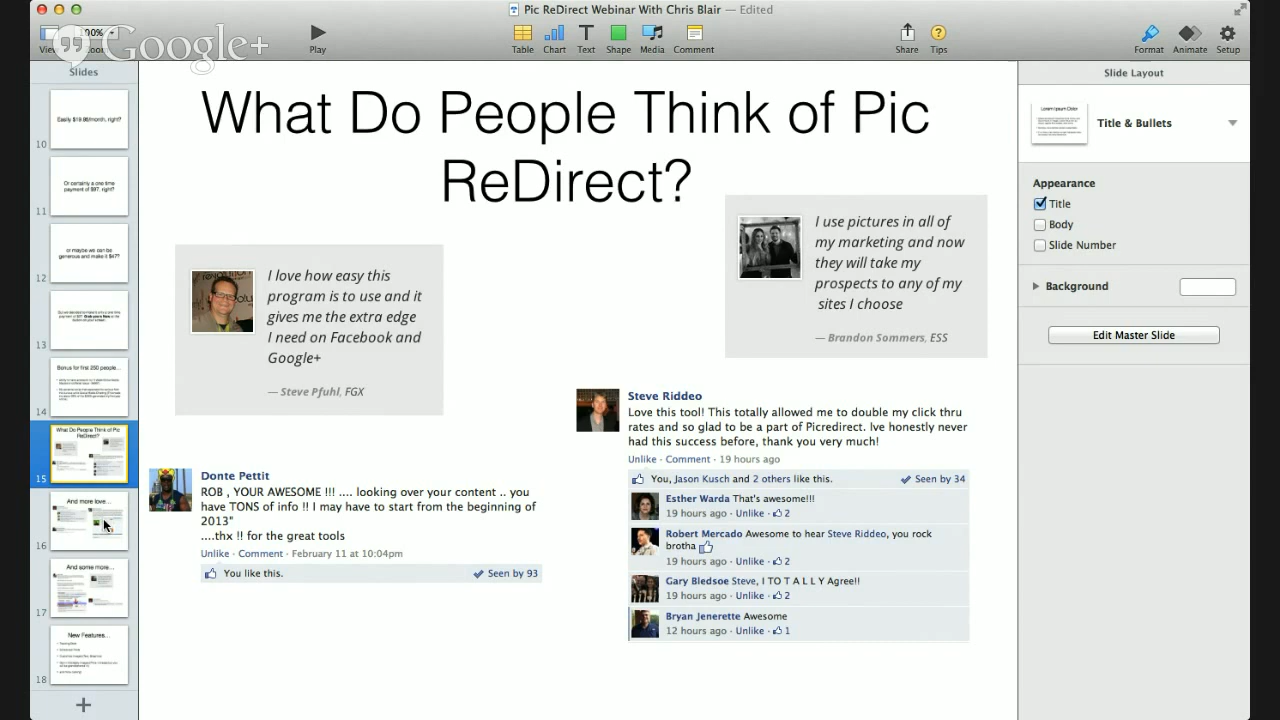 Pic ReDirect Webinar With Chris Blair — Edited
Google+
Play
Table
Chart
Text
Shape
Media
Comment
Share
Tips
Format
Animate
Setup
Slides
Easily $19.99/month, right?
10
Or certainly a one time
payment of $97, right?
11
or maybe we can be
generous and make it $47?
12
13
Bonus for first 250 people...
14
What Do People Think of Pic
ReDirect?
15
And more love...
16
And some more...
17
New Features...
18
What Do People Think of Pic
ReDirect?
I love how easy this
program is to use and it
gives me the extra edge
I need on Facebook and
Google+
— Steve Pfuhl, FGX
I use pictures in all of
my marketing and now
they will take my
prospects to any of my
sites I choose
— Brandon Sommers, ESS
Donte Pettit
ROB , YOUR AWESOME !!! .... looking over your content .. you
have TONS of info !! I may have to start from the beginning of
2013"
....thx !! for the great tools
Unlike · Comment · February 11 at 10:04pm
You like this.
Seen by 93
Steve Riddeo
Love this tool! This totally allowed me to double my click thru
rates and so glad to be a part of Picredirect. Ive honestly never
had this success before, thank you very much!
Unlike · Comment · 19 hours ago
You, Jason Kusch and 2 others like this.
Seen by 34
Esther Warda That's awesome!!!
19 hours ago · Unlike · 2
Robert Mercado Awesome to hear Steve Riddeo, you rock
brotha
19 hours ago · Unlike · 2
Gary Bledsoe Steve, I T O T A L L Y Agree!!
19 hours ago · Unlike · 2
Bryan Jenerette Awesome
12 hours ago · Unlike · 1
Slide Layout
Title & Bullets
Appearance
Title
Body
Slide Number
Background
Edit Master Slide